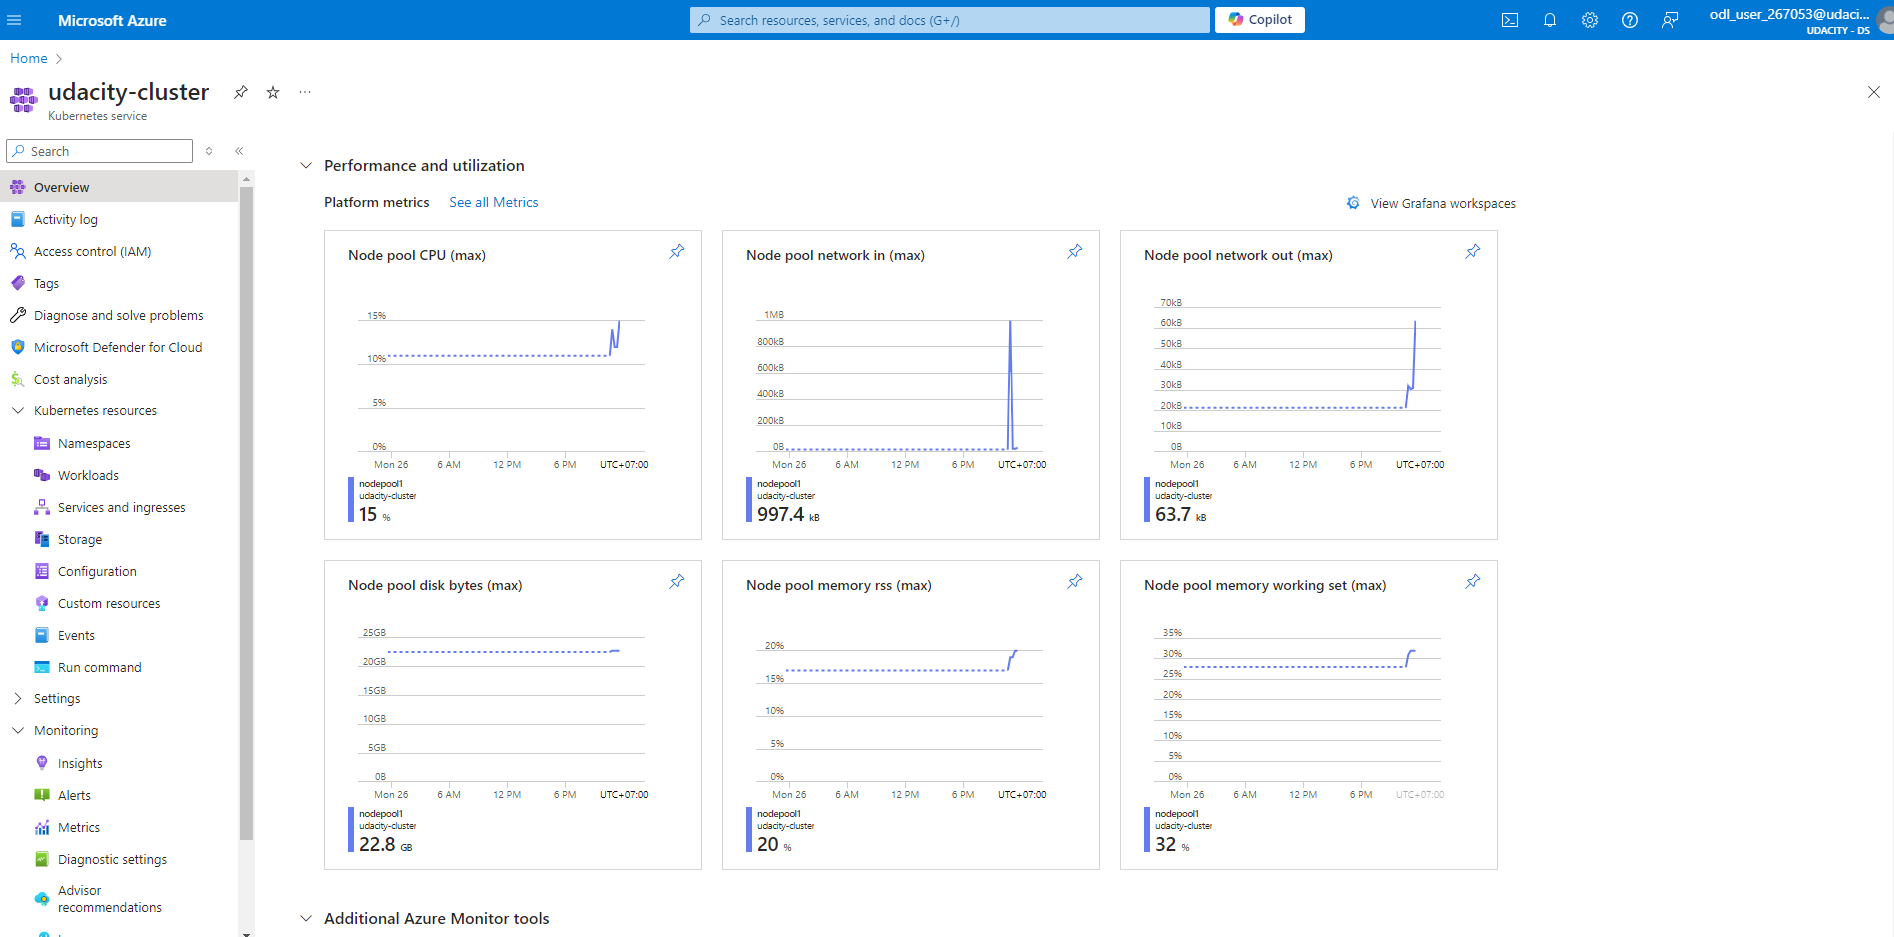 Microsoft Azure
Search resources, services, and docs (G+/)
Copilot
odl_user_267053@udaci...
UDACITY - DS
Home
udacity-cluster
Kubernetes service
Search
Overview
Activity log
Access control (IAM)
Tags
Diagnose and solve problems
Microsoft Defender for Cloud
Cost analysis
Kubernetes resources
Namespaces
Workloads
Services and ingresses
Storage
Configuration
Custom resources
Events
Run command
Settings
Monitoring
Insights
Alerts
Metrics
Diagnostic settings
Advisor
recommendations
Performance and utilization
Platform metrics See all Metrics
View Grafana workspaces
Node pool CPU (max)
15%
10%
5%
0%
Mon 26 6 AM 12 PM 6 PM UTC+07:00
nodepool1
udacity-cluster
15 %
Node pool network in (max)
1MB
800kB
600kB
400kB
200kB
0B
Mon 26 6 AM 12 PM 6 PM UTC+07:00
nodepool1
udacity-cluster
997.4 kB
Node pool network out (max)
70kB
60kB
50kB
40kB
30kB
20kB
10kB
0B
Mon 26 6 AM 12 PM 6 PM UTC+07:00
nodepool1
udacity-cluster
63.7 kB
Node pool disk bytes (max)
25GB
20GB
15GB
10GB
5GB
0B
Mon 26 6 AM 12 PM 6 PM UTC+07:00
nodepool1
udacity-cluster
22.8 GB
Node pool memory rss (max)
20%
15%
10%
5%
0%
Mon 26 6 AM 12 PM 6 PM UTC+07:00
nodepool1
udacity-cluster
20 %
Node pool memory working set (max)
35%
30%
25%
20%
15%
10%
5%
0%
Mon 26 6 AM 12 PM 6 PM UTC+07:00
nodepool1
udacity-cluster
32 %
Additional Azure Monitor tools